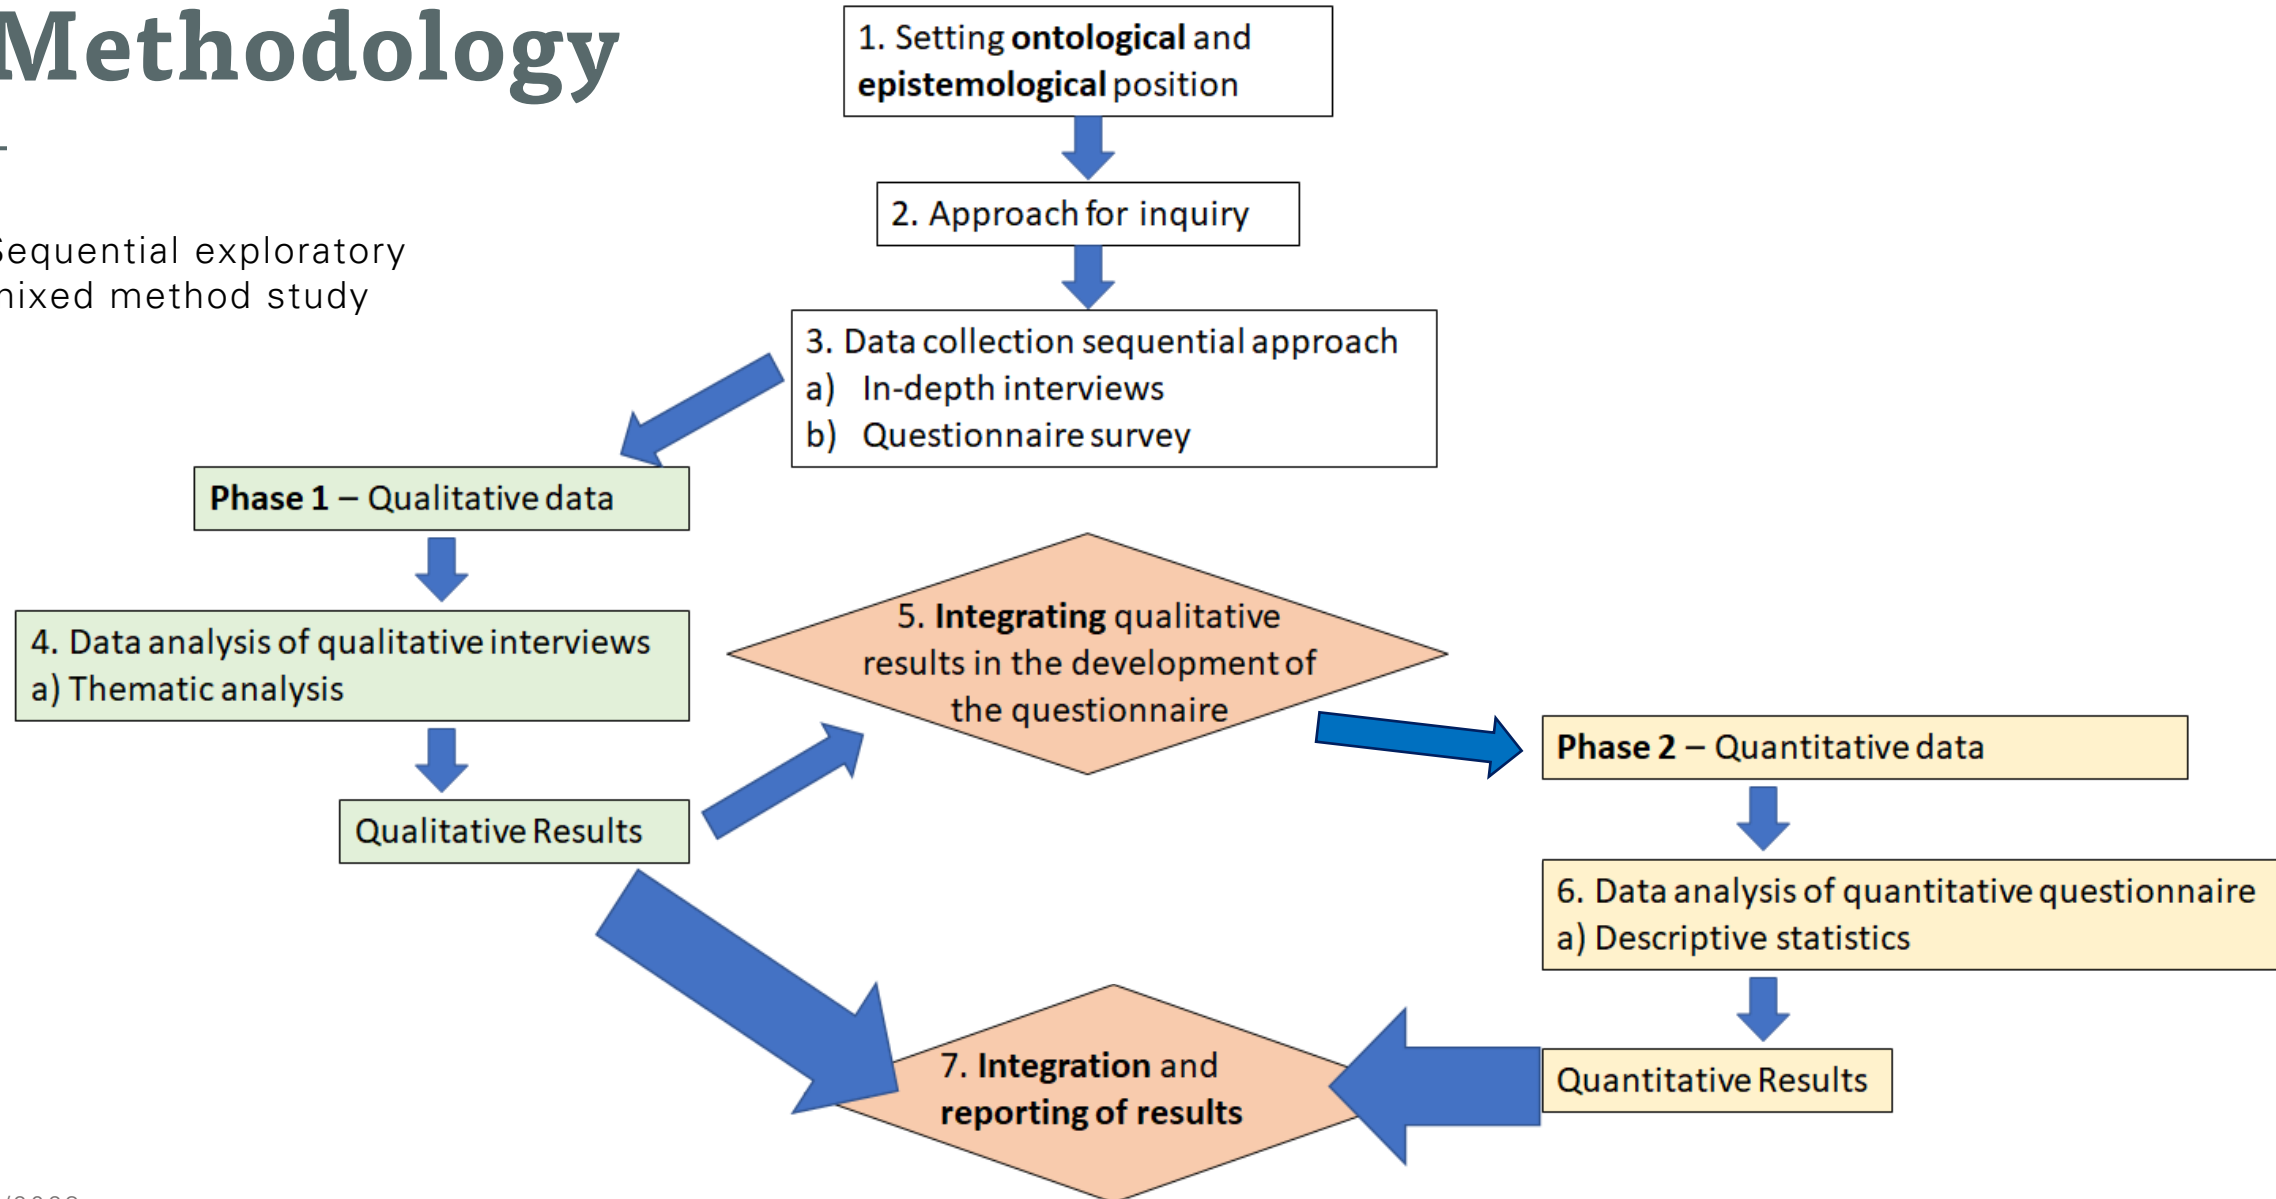 Methodology
Sequential exploratory
mixed method study
1. Setting ontological and
epistemological position
2. Approach for inquiry
3. Data collection sequential approach
a) In-depth interviews
b) Questionnaire survey
Phase 1 – Qualitative data
4. Data analysis of qualitative interviews
a) Thematic analysis
Qualitative Results
5. Integrating qualitative
results in the development of
the questionnaire
Phase 2 – Quantitative data
6. Data analysis of quantitative questionnaire
a) Descriptive statistics
Quantitative Results
7. Integration and
reporting of results